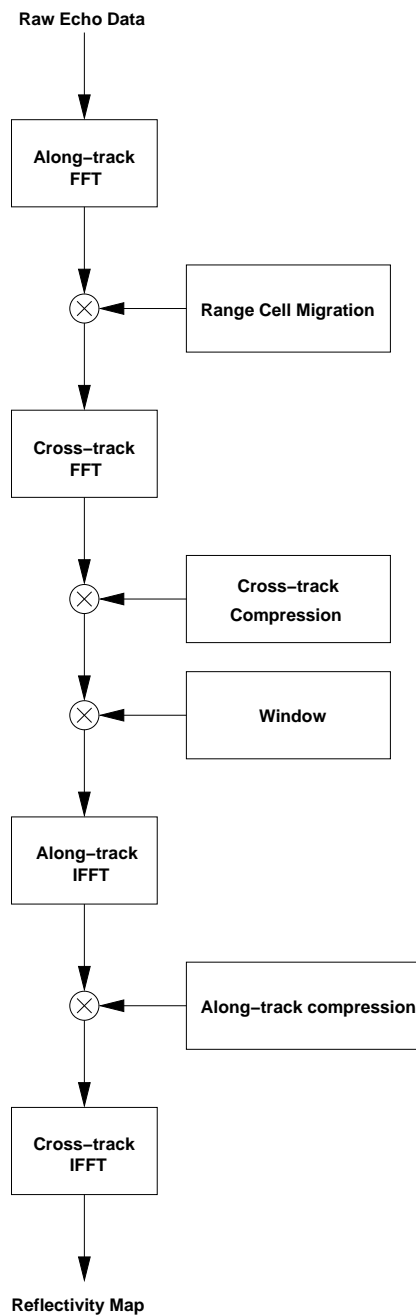 Raw Echo Data
Along–track
FFT
Range Cell Migration
Cross–track
FFT
Cross–track
Compression
Window
Along–track
IFFT
Along–track compression
Cross–track
IFFT
Reflectivity Map